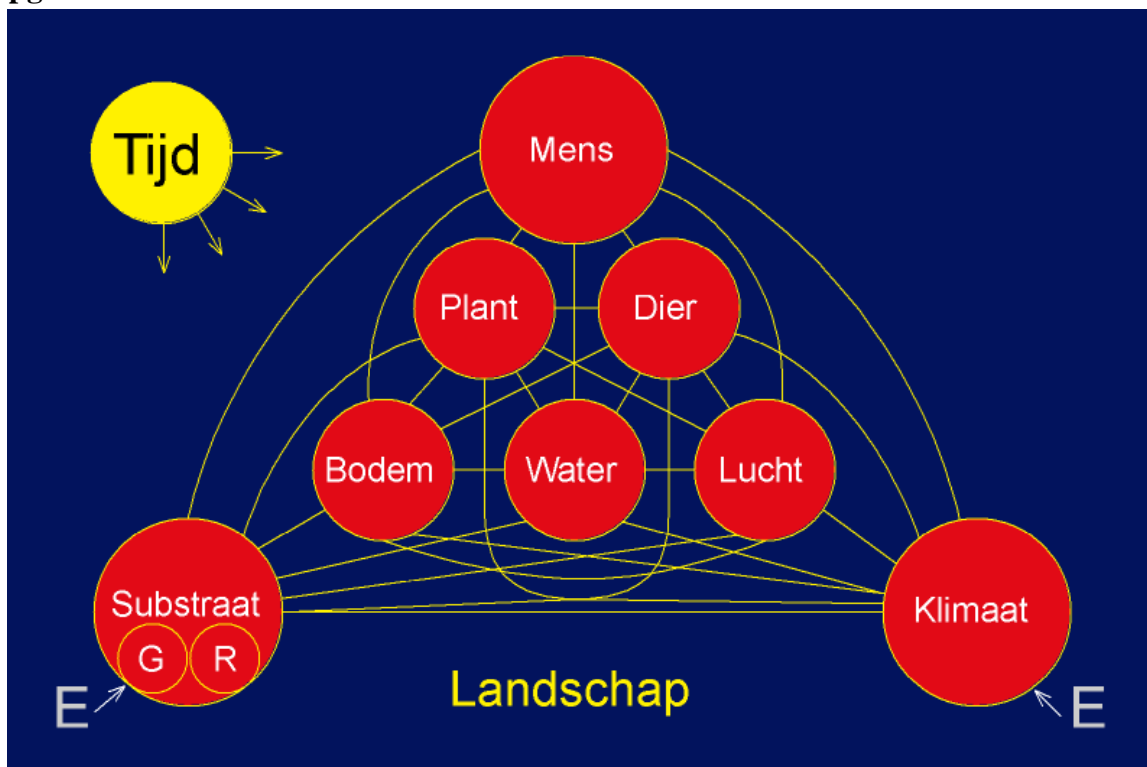 Tijd
Mens
Plant
Dier
Bodem
Water
Lucht
Substraat
Klimaat
G
R
Landschap
E
E